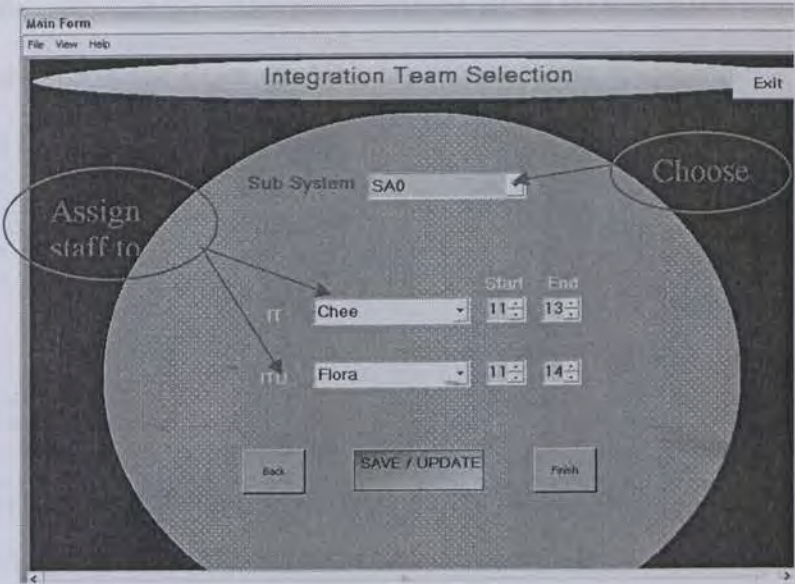 Main Form
File View Help
Integration Team Selection
Exit
Sub System SA0
Choose
Assign
staff to
Start End
IT Chee 11 13
Flora 11 14
Back
SAVE / UPDATE
Finish